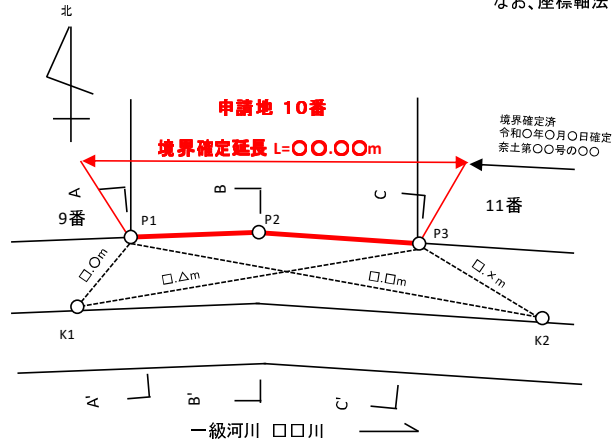 なお、座標軸法
北
申請地 10番
境界確定延長 L=〇〇.〇〇m
境界確定済
令和〇年〇月〇日確定
奈土第〇〇号の〇〇
A
B
C
9番
11番
P1
P2
P3
□.〇m
□.△m
□.□m
□.×m
K1
K2
A'
B'
C'
一級河川 □□川